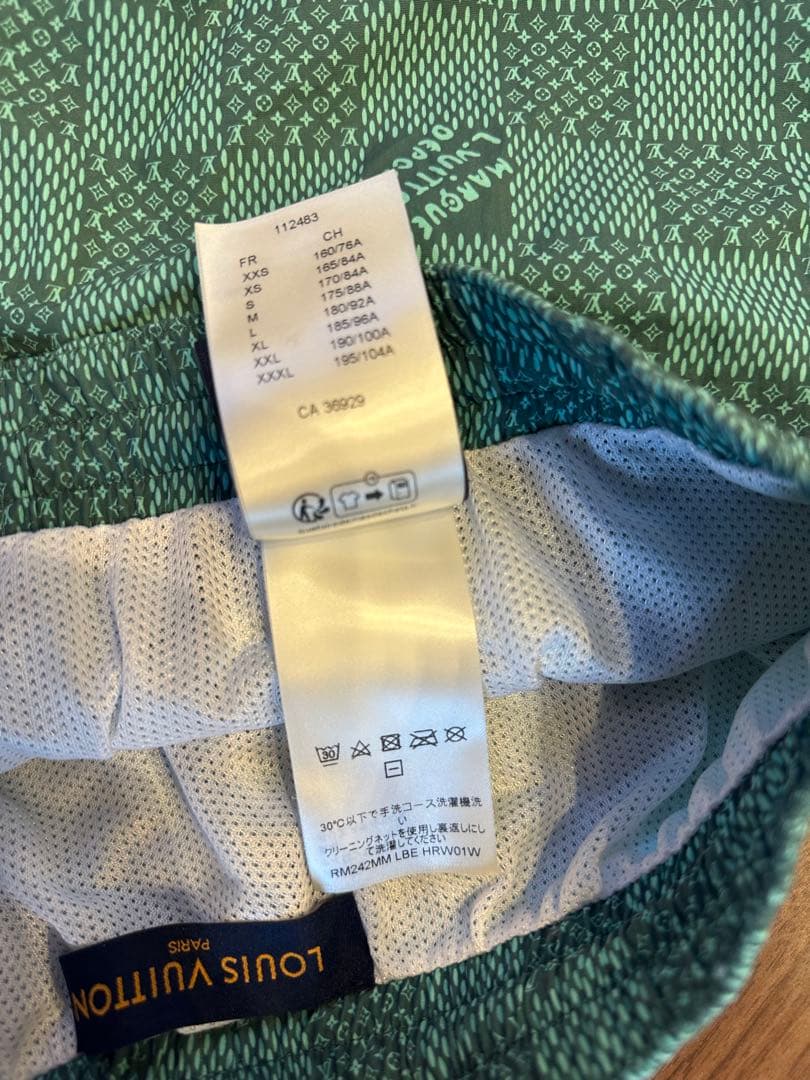 MARQUE
L. VUITT
112483
FR CH
XXS 160/76A
XS 165/84A
S 170/84A
M 175/88A
L 180/92A
XL 185/96A
XXL 190/100A
XXXL 195/104A
CA 36929
30
30℃以下で手洗コース洗濯機洗
い
クリーニングネットを使用し裏返しにし
て洗濯してください
RM242MM LBE HRW01W
LOUIS VUITTON
PARIS